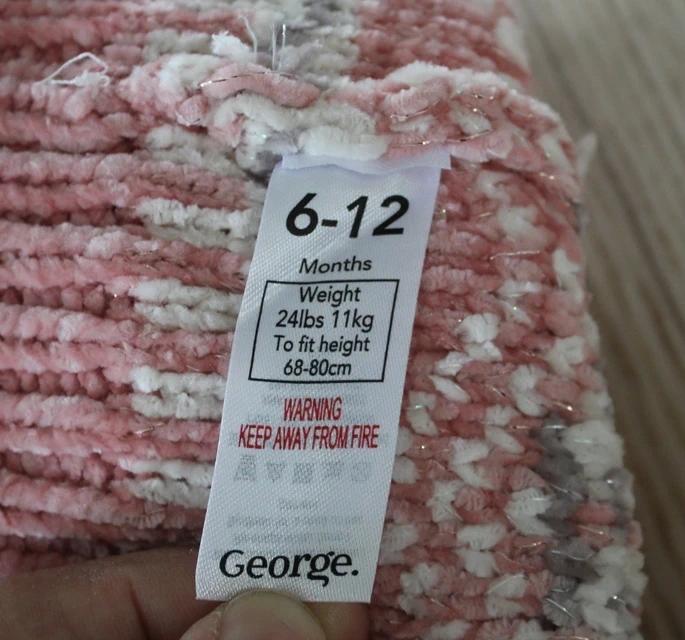 6-12
Months
Weight
24lbs 11kg
To fit height
68-80cm
WARNING
KEEP AWAY FROM FIRE
George.